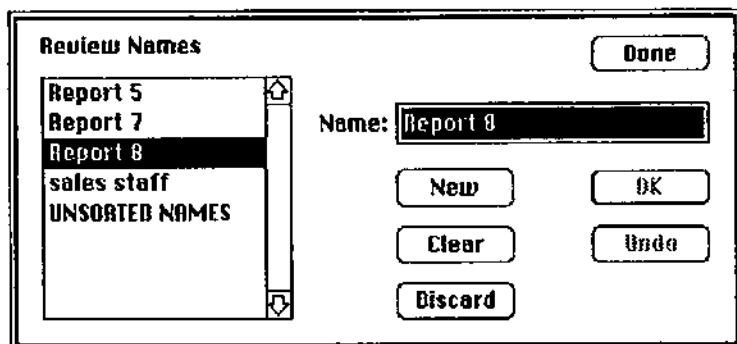 Review Names
Done
Report 5
Report 7
Report 8
sales staff
UNSORTED NAMES
Name: Report 8
New
OK
Clear
Undo
Discard